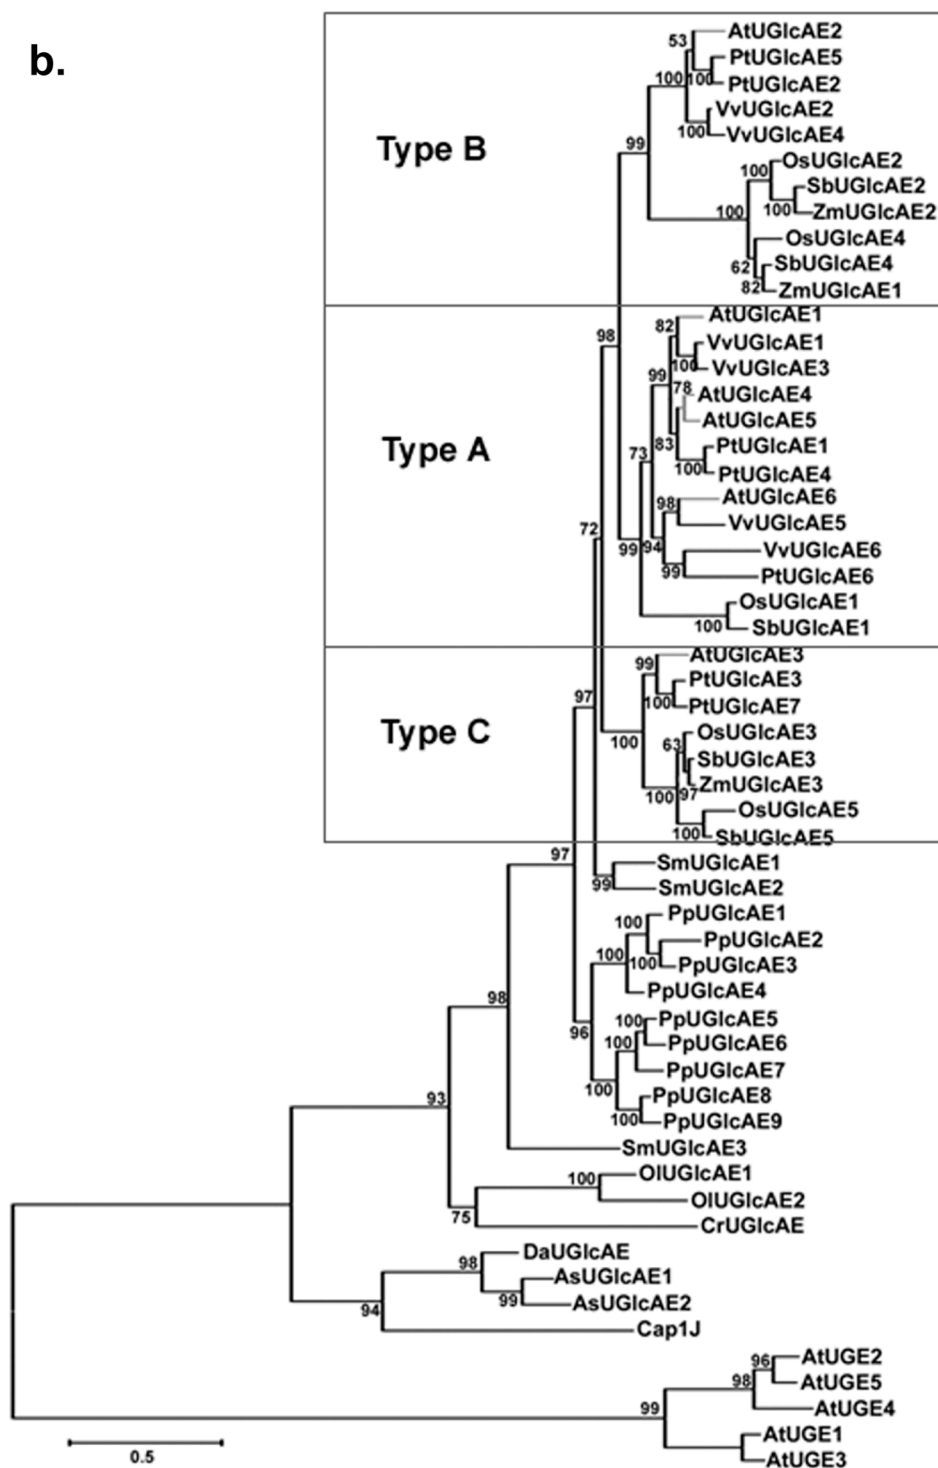 b.
53
AtUGlcAE2
PtUGlcAE5
100
100
PtUGlcAE2
VvUGlcAE2
100
VvUGlcAE4
Type B
99
OsUGlcAE2
100
SbUGlcAE2
100
ZmUGlcAE2
100
OsUGlcAE4
62
SbUGlcAE4
82
ZmUGlcAE1
AtUGlcAE1
82
98
VvUGlcAE1
100
VvUGlcAE3
99
78
AtUGlcAE4
AtUGlcAE5
83
PtUGlcAE1
Type A
73
100
PtUGlcAE4
AtUGlcAE6
98
VvUGlcAE5
72
99
94
VvUGlcAE6
99
PtUGlcAE6
OsUGlcAE1
100
SbUGlcAE1
AtUGlcAE3
99
PtUGlcAE3
97
100
PtUGlcAE7
Type C
100
OsUGlcAE3
63
SbUGlcAE3
ZmUGlcAE3
100
97
OsUGlcAE5
100
SbUGlcAE5
97
SmUGlcAE1
99
SmUGlcAE2
PpUGlcAE1
100
PpUGlcAE2
100
100
PpUGlcAE3
PpUGlcAE4
98
PpUGlcAE5
100
96
PpUGlcAE6
100
PpUGlcAE7
100
PpUGlcAE8
93
100
PpUGlcAE9
SmUGlcAE3
OlUGlcAE1
100
OlUGlcAE2
75
CrUGlcAE
DaUGlcAE
98
AsUGlcAE1
99
AsUGlcAE2
94
Cap1J
AtUGE2
96
98
AtUGE5
99
AtUGE4
AtUGE1
0.5
AtUGE3